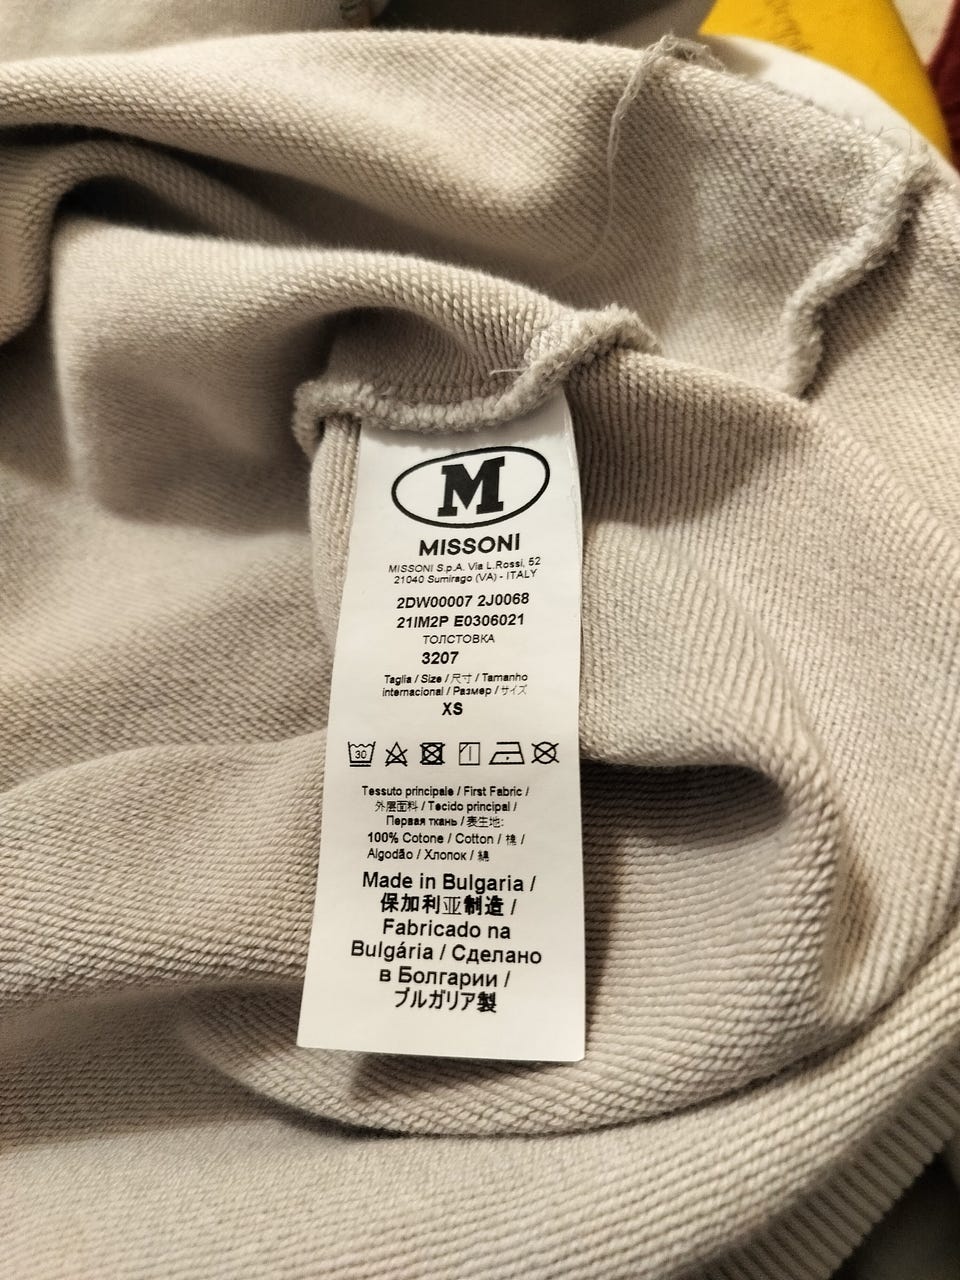 M
MISSONI
MISSONI S.p.A. Via L.Rossi, 52
21040 Sumirago (VA) - ITALY
2DW00007 2J0068
21IM2P E0306021
ТОЛСТОВКА
3207
Taglia / Size / 尺寸 / Tamanho
internacional / Размер / サイズ
XS
30
Tessuto principale / First Fabric /
外层面料 / Tecido principal /
Первая ткань / 表生地:
100% Cotone / Cotton / 棉 /
Algodão / Хлопок / 綿
Made in Bulgaria /
保加利亚制造 /
Fabricado na
Bulgária / Сделано
в Болгарии /
ブルガリア製